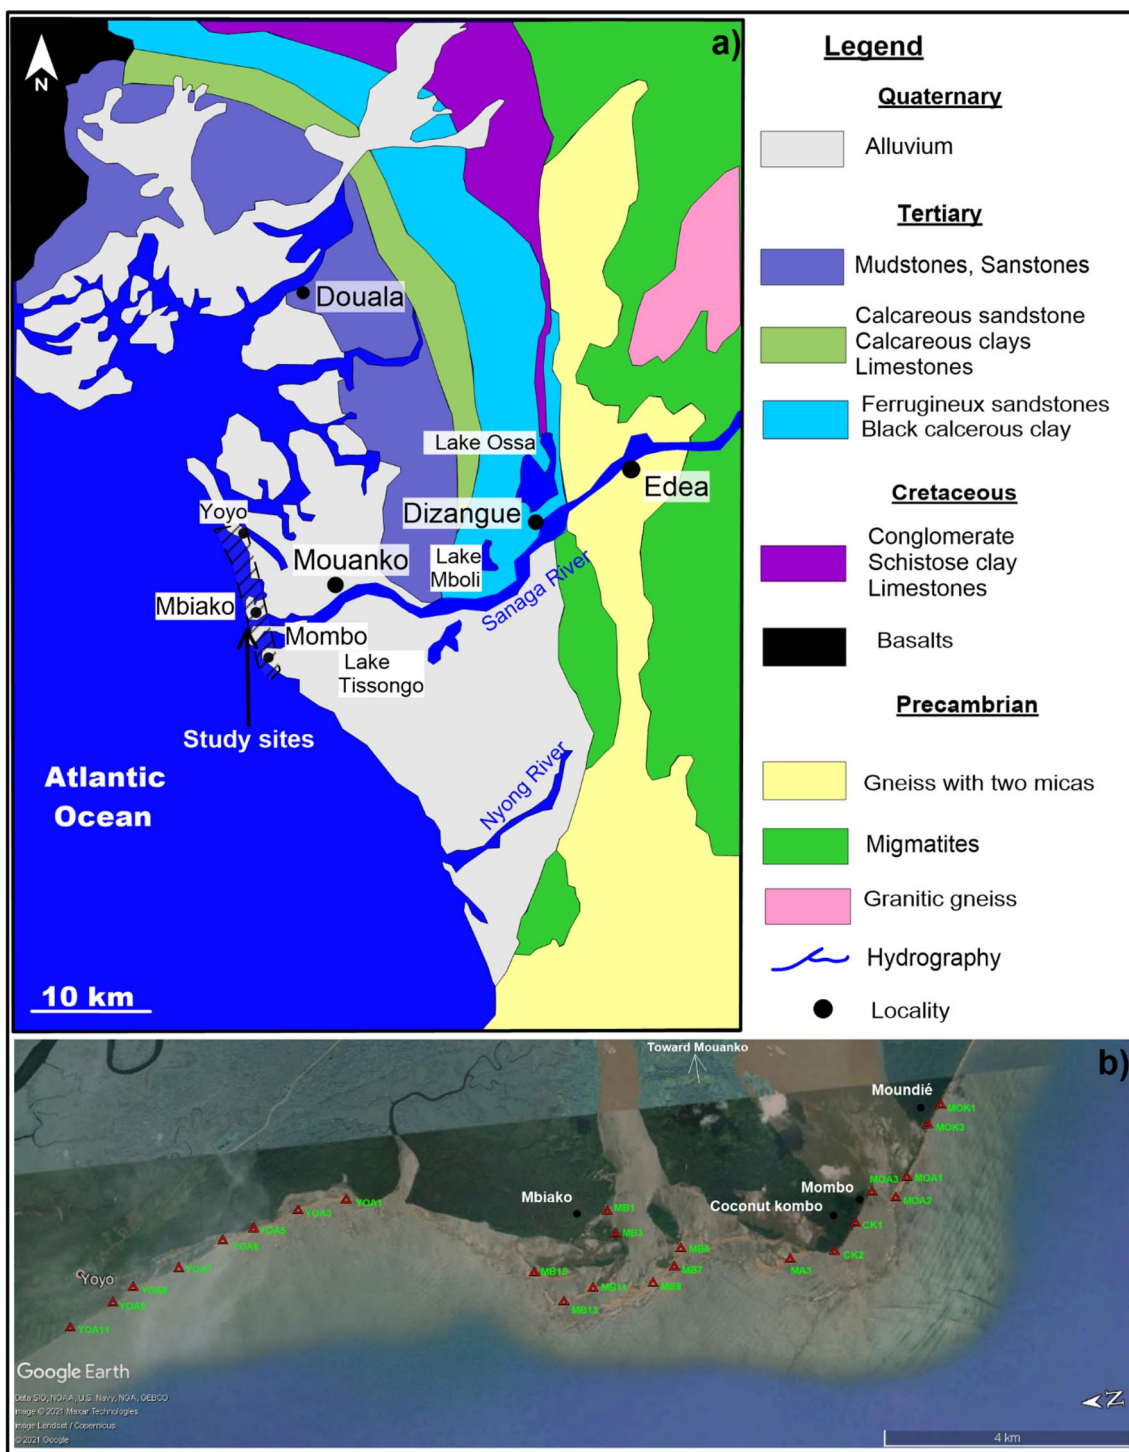 a)
N
Douala
Lake Ossa
Edea
Dizangue
Yoyo
Mouanko
Lake
Mboli
Sanaga River
Mbiako
Mombo
Lake
Tissongo
Study sites
Atlantic
Ocean
Nyong River
10 km
Legend
Quaternary
Alluvium
Tertiary
Mudstones, Sanstones
Calcareous sandstone
Calcareous clays
Limestones
Ferrugineux sandstones
Black calcerous clay
Cretaceous
Conglomerate
Schistose clay
Limestones
Basalts
Precambrian
Gneiss with two micas
Migmatites
Granitic gneiss
Hydrography
Locality
b)
Toward Mouanko
Moundié
MOK1
MOK3
MOA1
MOA3
MOA2
Mombo
Coconut kombo
CK1
CK2
MA3
Mbiako
MB1
MB3
MB7
MB11
MB13
YOA1
YOA3
YOA5
YOA6
YOA7
Yoyo
YOA9
YOA11
Google Earth
Data SIO, NOAA, U.S. Navy, NGA, GEBCO
Image © 2021 Maxar Technologies
Image Landsat / Copernicus
©2021 Google
N
4 km